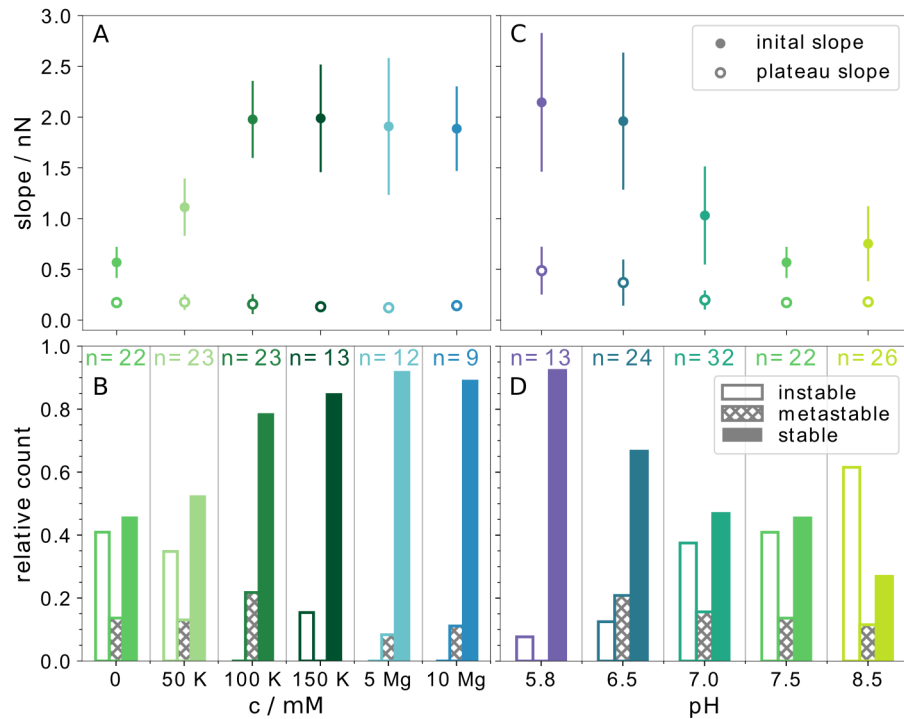 A
C
inital slope
plateau slope
slope / nN
3.0
2.5
2.0
1.5
1.0
0.5
0.0
B
D
n= 22
n= 23
n= 23
n= 13
n= 12
n= 9
n= 13
n= 24
n= 32
n= 22
n= 26
instable
metastable
stable
relative count
1.0
0.8
0.6
0.4
0.2
0.0
0
50 K
100 K
150 K
5 Mg
10 Mg
c / mM
5.8
6.5
7.0
7.5
8.5
pH